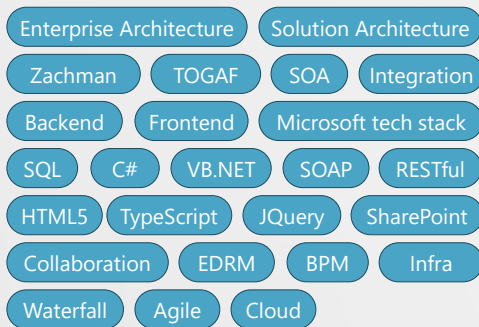 Enterprise Architecture Solution Architecture
Zachman TOGAF SOA Integration
Backend Frontend Microsoft tech stack
SQL C# VB.NET SOAP RESTful
HTML5 TypeScript JQuery SharePoint
Collaboration EDRM BPM Infra
Waterfall Agile Cloud